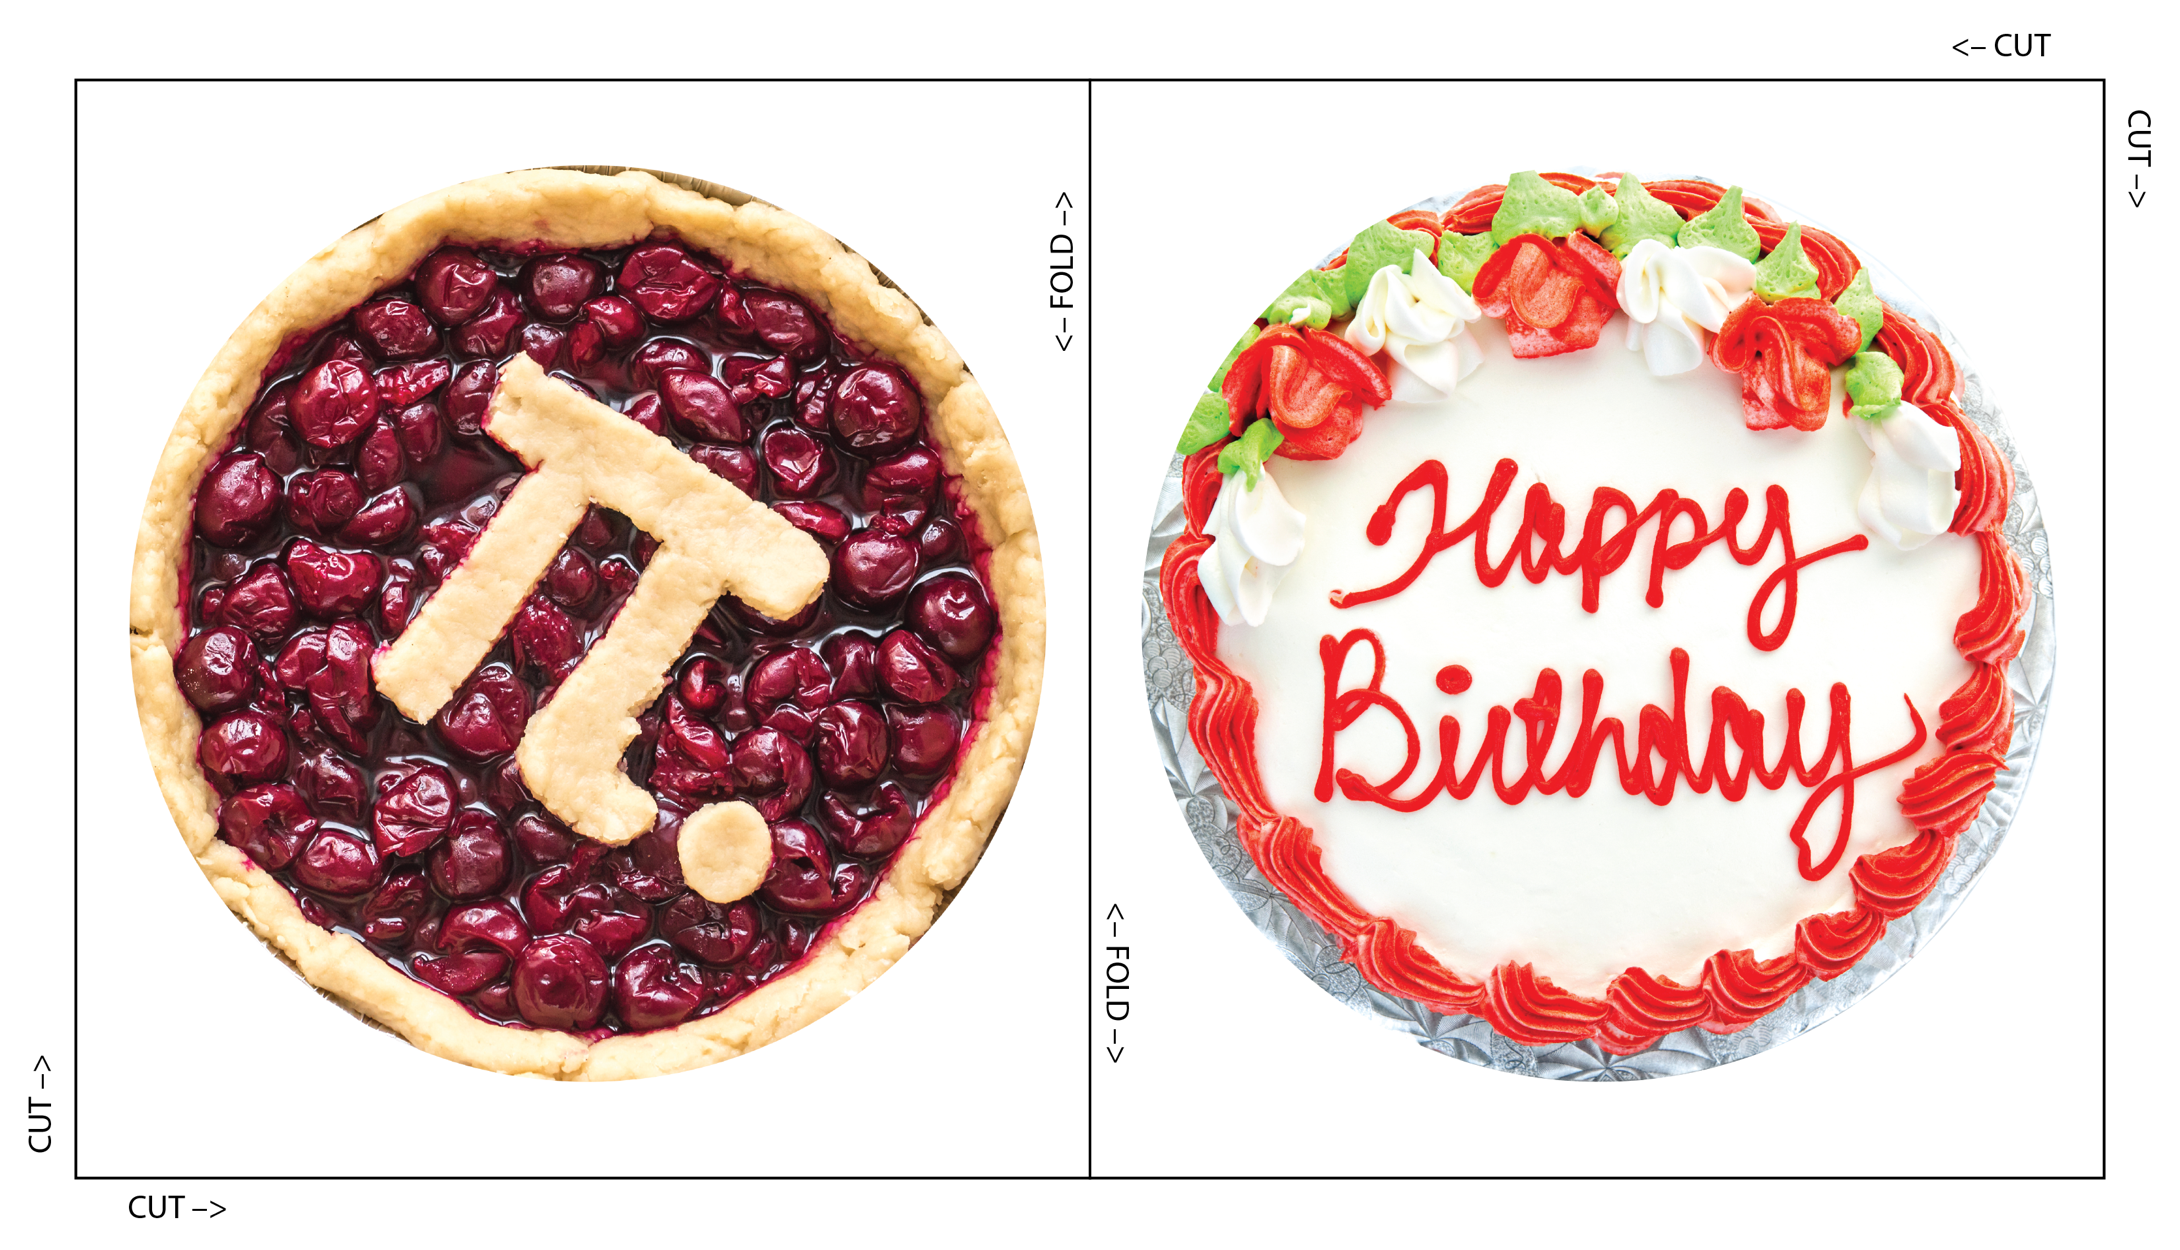 <– CUT
CUT –>
<– FOLD –>
π.
Happy
Birthday
<– FOLD –>
CUT –>
CUT –>